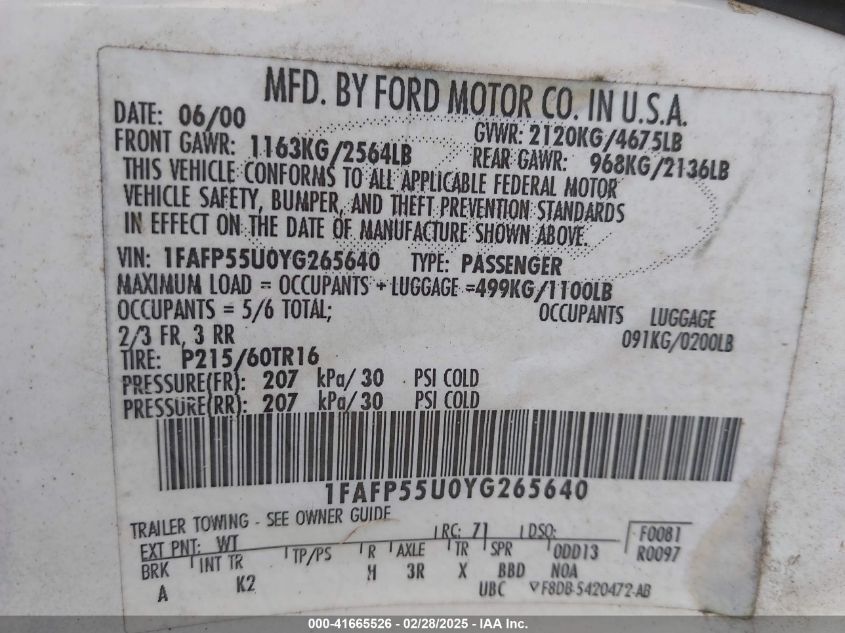 MFD. BY FORD MOTOR CO. IN U.S.A.
DATE: 06/00 GVWR: 2120KG/4675LB
FRONT GAWR: 1163KG/2564LB REAR GAWR: 968KG/2136LB
THIS VEHICLE CONFORMS TO ALL APPLICABLE FEDERAL MOTOR
VEHICLE SAFETY, BUMPER, AND THEFT PREVENTION STANDARDS
IN EFFECT ON THE DATE OF MANUFACTURE SHOWN ABOVE.
VIN: 1FAFP55U0YG265640 TYPE: PASSENGER
MAXIMUM LOAD = OCCUPANTS + LUGGAGE =499KG/1100LB
OCCUPANTS = 5/6 TOTAL; OCCUPANTS LUGGAGE
2/3 FR, 3 RR 091KG/0200LB
TIRE: P215/60TR16
PRESSURE(FR): 207 kPa/ 30 PSI COLD
PRESSURE(RR): 207 kPa/ 30 PSI COLD
1FAFP55U0YG265640
TRAILER TOWING - SEE OWNER GUIDE
EXT PNT: WT RC: 71 DSO: F0081
BRK INT TR TP/PS R AXLE TR SPR ODD13 R0097
A K2 H 3R X BBD NOA
UBC ▽F8DB-5420472-AB
000-41665526 - 02/28/2025 - IAAI.com